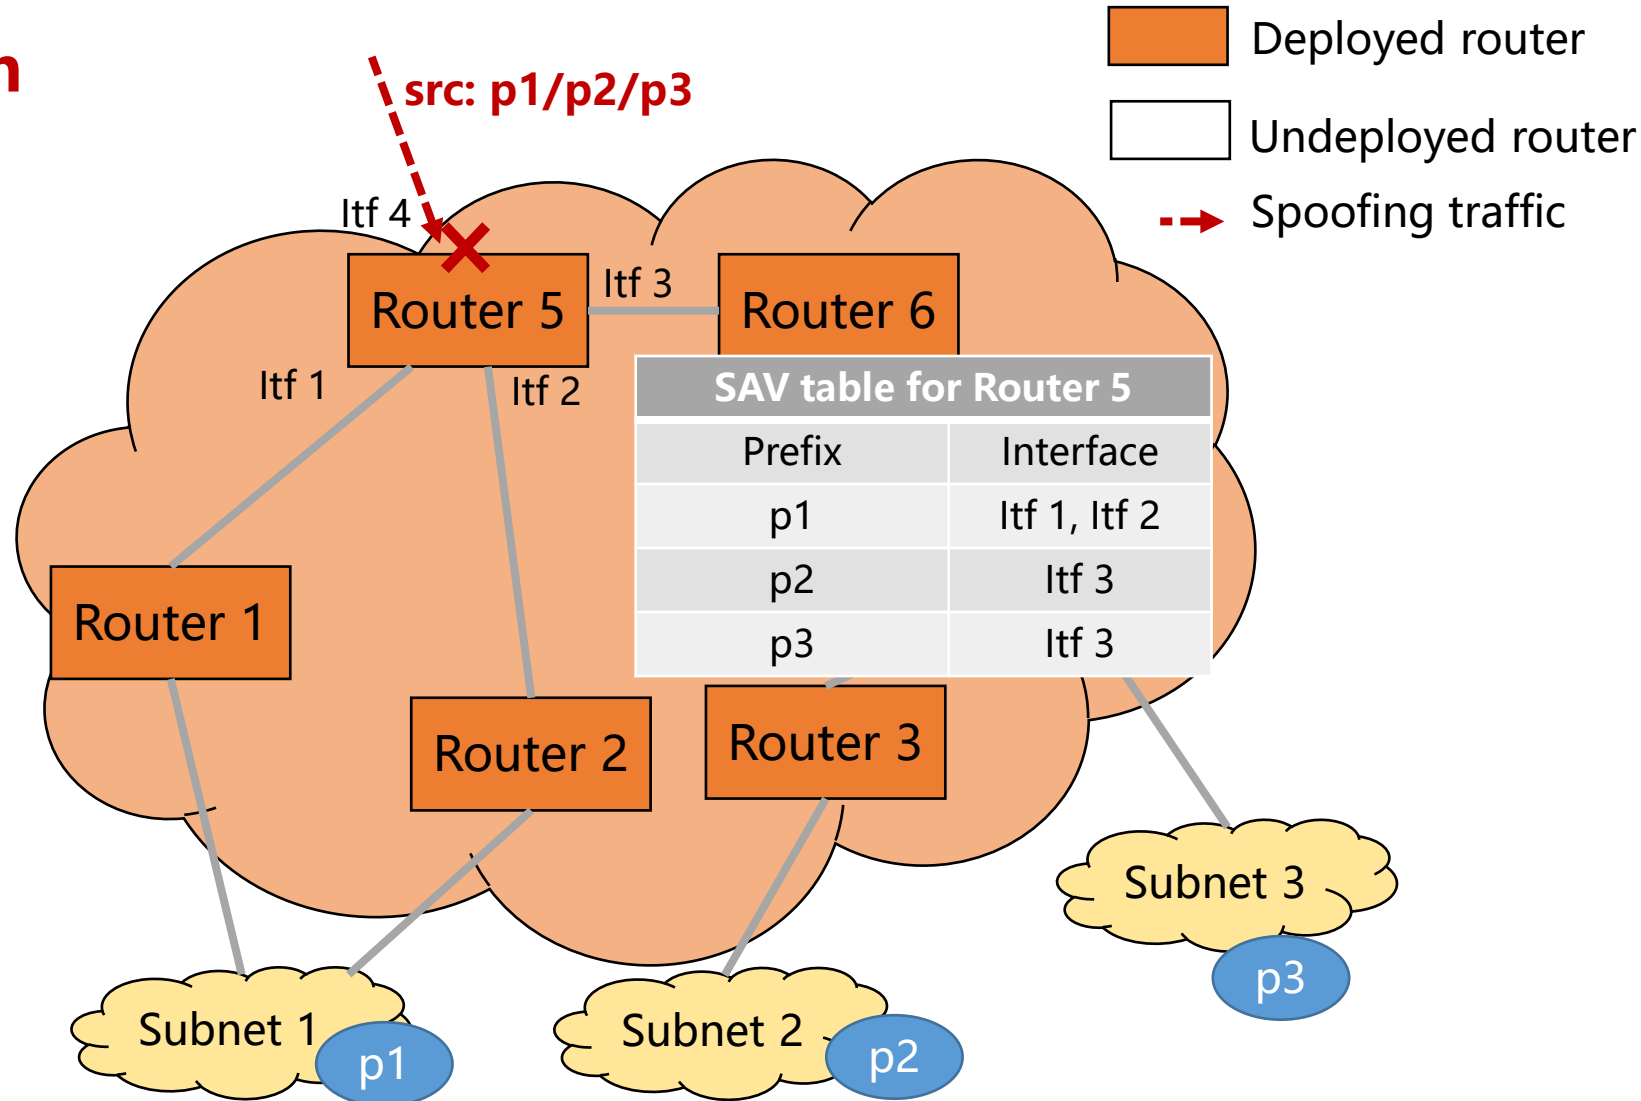 src: p1/p2/p3
Deployed router
Undeployed router
Spoofing traffic
Itf 4
Router 5
Itf 3
Router 6
Itf 1
Itf 2
SAV table for Router 5
Prefix Interface
p1 Itf 1, Itf 2
p2 Itf 3
p3 Itf 3
Router 1
Router 2
Router 3
Subnet 3
p3
Subnet 1
p1
Subnet 2
p2